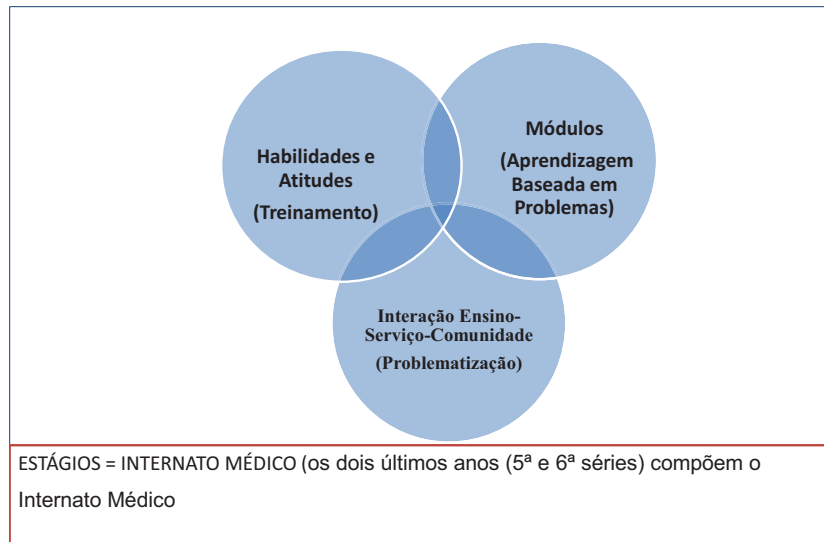 Habilidades e
Atitudes
(Treinamento)
Módulos
(Aprendizagem
Baseada em
Problemas)
Interação Ensino-
Serviço-Comunidade
(Problematização)
ESTÁGIOS = INTERNATO MÉDICO (os dois últimos anos (5ª e 6ª séries) compõem o
Internato Médico